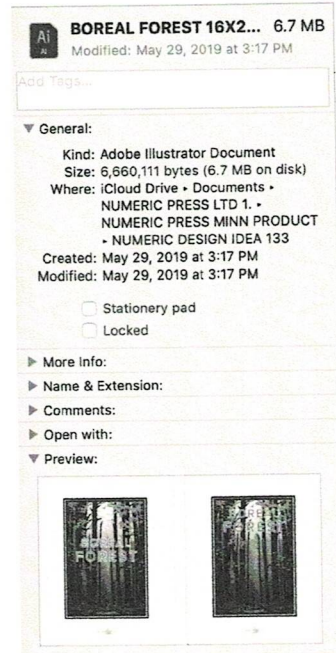 Ai
BOREAL FOREST 16X2... 6.7 MB
Modified: May 29, 2019 at 3:17 PM
Add Tags...
General:
Kind: Adobe Illustrator Document
Size: 6,660,111 bytes (6.7 MB on disk)
Where: iCloud Drive ▸ Documents ▸
NUMERIC PRESS LTD 1. ▸
NUMERIC PRESS MINN PRODUCT
▸ NUMERIC DESIGN IDEA 133
Created: May 29, 2019 at 3:17 PM
Modified: May 29, 2019 at 3:17 PM
Stationery pad
Locked
More Info:
Name & Extension:
Comments:
Open with:
Preview:
BOREAL
FOREST
BOREAL
FOREST